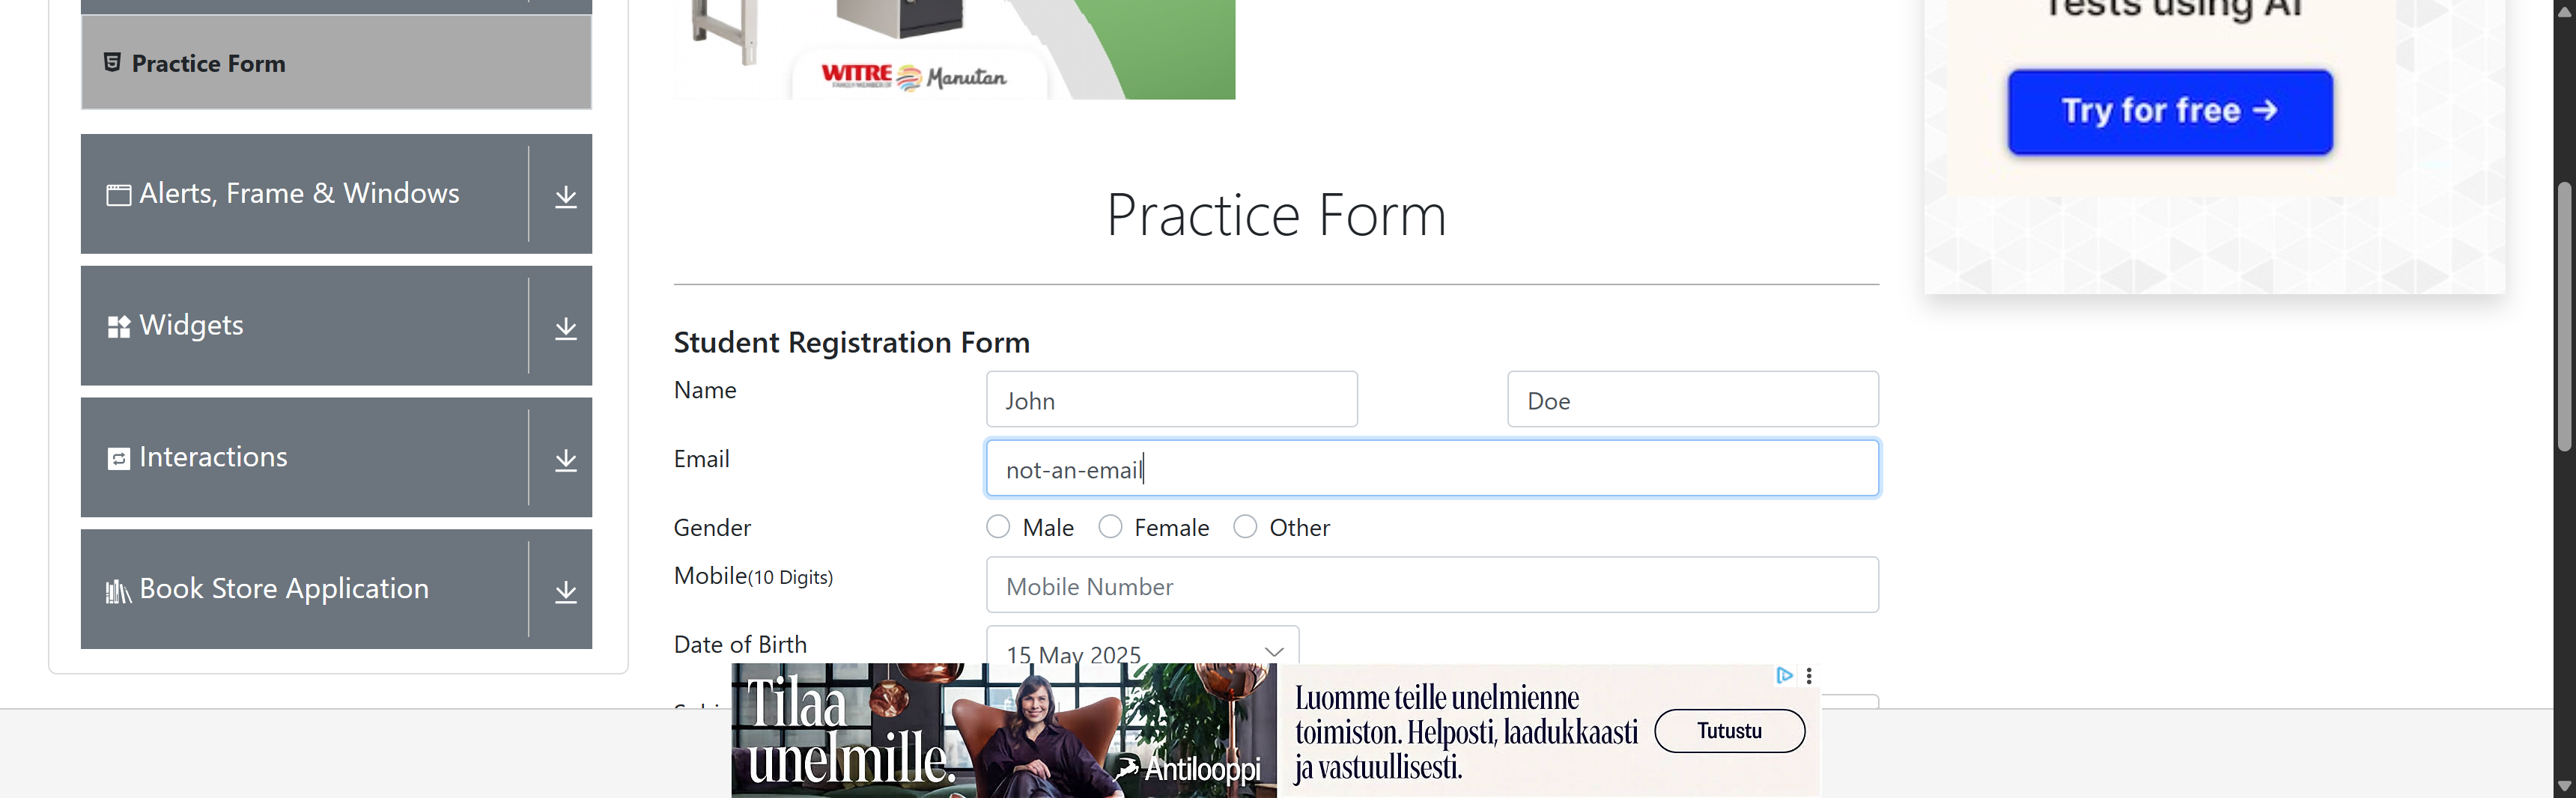 Tests using AI
Try for free →
Practice Form
Alerts, Frame & Windows
Widgets
Interactions
Book Store Application
WITRE
Manutan
Practice Form
Student Registration Form
Name
John
Doe
Email
not-an-email
Gender
Male
Female
Other
Mobile(10 Digits)
Mobile Number
Date of Birth
15 May 2025
Tilaa
unelmille.
Antilooppi
Luomme teille unelmienne
toimiston. Helposti, laadukkaasti
ja vastuullisesti.
Tutustu